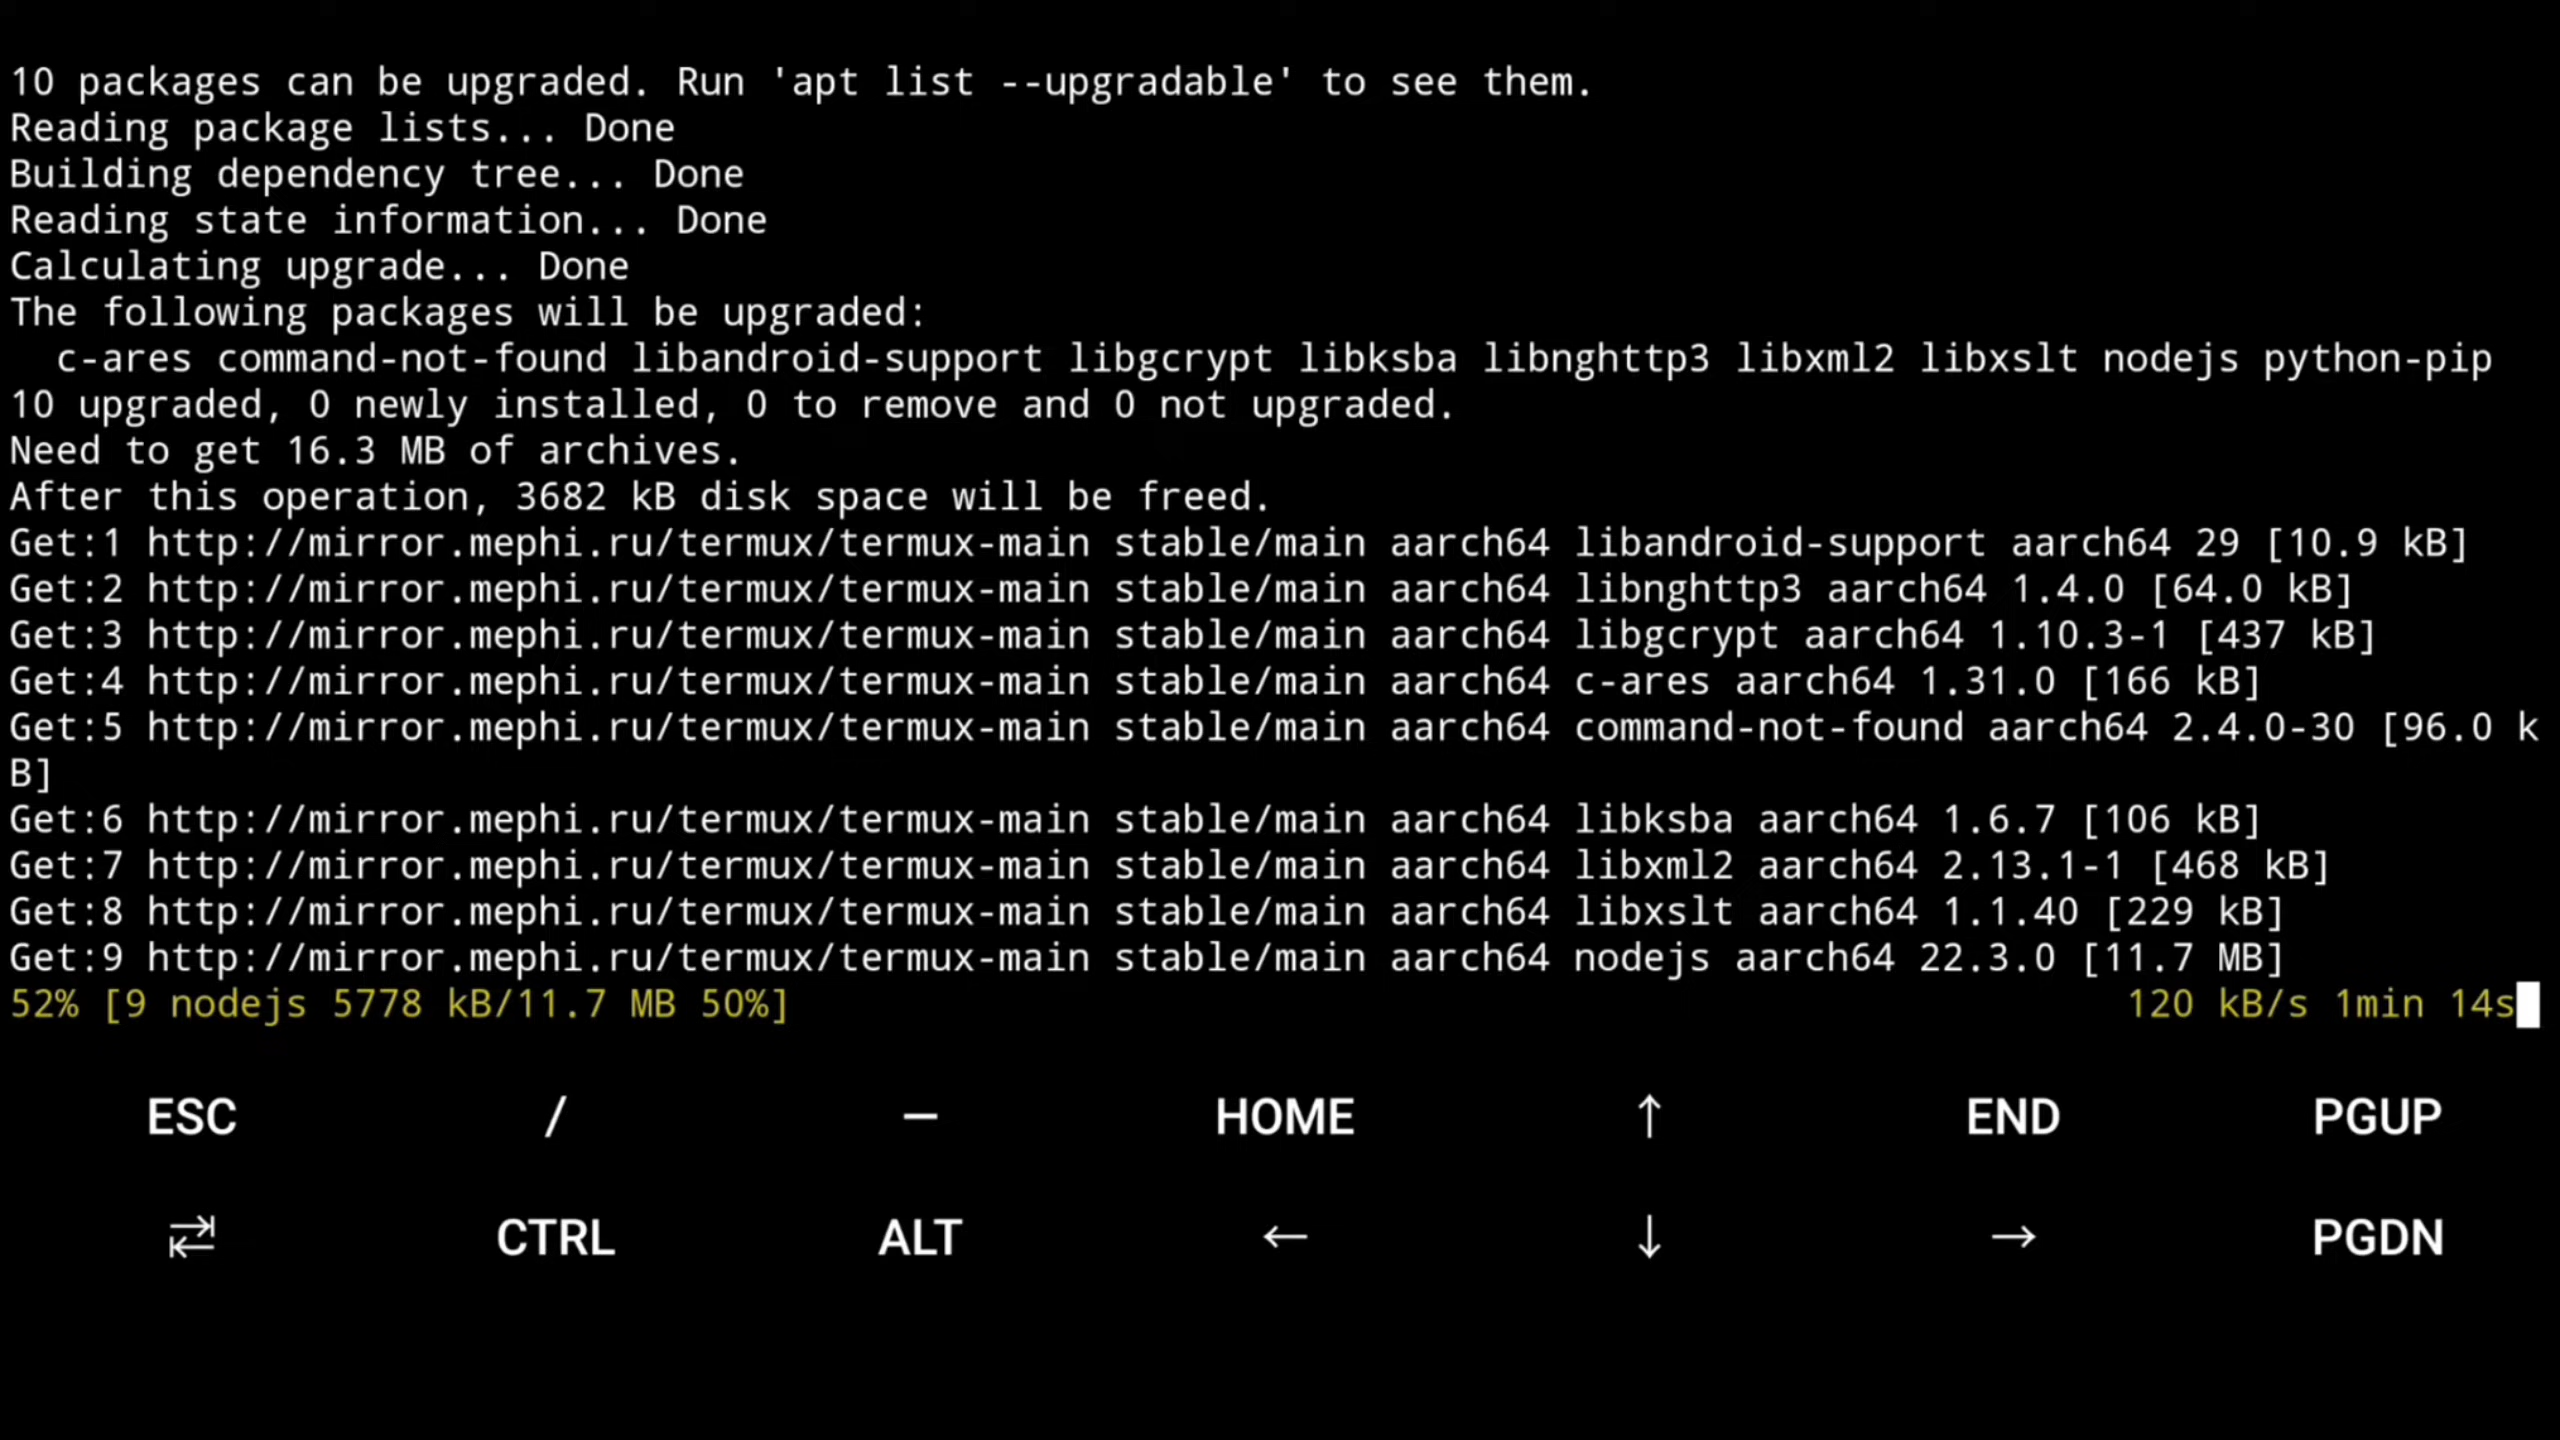 10 packages can be upgraded. Run 'apt list --upgradable' to see them.
Reading package lists... Done
Building dependency tree... Done
Reading state information... Done
Calculating upgrade... Done
The following packages will be upgraded:
  c-ares command-not-found libandroid-support libgcrypt libksba libnghttp3 libxml2 libxslt nodejs python-pip
10 upgraded, 0 newly installed, 0 to remove and 0 not upgraded.
Need to get 16.3 MB of archives.
After this operation, 3682 kB disk space will be freed.
Get:1 http://mirror.mephi.ru/termux/termux-main stable/main aarch64 libandroid-support aarch64 29 [10.9 kB]
Get:2 http://mirror.mephi.ru/termux/termux-main stable/main aarch64 libnghttp3 aarch64 1.4.0 [64.0 kB]
Get:3 http://mirror.mephi.ru/termux/termux-main stable/main aarch64 libgcrypt aarch64 1.10.3-1 [437 kB]
Get:4 http://mirror.mephi.ru/termux/termux-main stable/main aarch64 c-ares aarch64 1.31.0 [166 kB]
Get:5 http://mirror.mephi.ru/termux/termux-main stable/main aarch64 command-not-found aarch64 2.4.0-30 [96.0 k
B]
Get:6 http://mirror.mephi.ru/termux/termux-main stable/main aarch64 libksba aarch64 1.6.7 [106 kB]
Get:7 http://mirror.mephi.ru/termux/termux-main stable/main aarch64 libxml2 aarch64 2.13.1-1 [468 kB]
Get:8 http://mirror.mephi.ru/termux/termux-main stable/main aarch64 libxslt aarch64 1.1.40 [229 kB]
Get:9 http://mirror.mephi.ru/termux/termux-main stable/main aarch64 nodejs aarch64 22.3.0 [11.7 MB]
52% [9 nodejs 5778 kB/11.7 MB 50%] 120 kB/s 1min 14s
ESC / — HOME ↑ END PGUP
⇄ CTRL ALT ← ↓ → PGDN